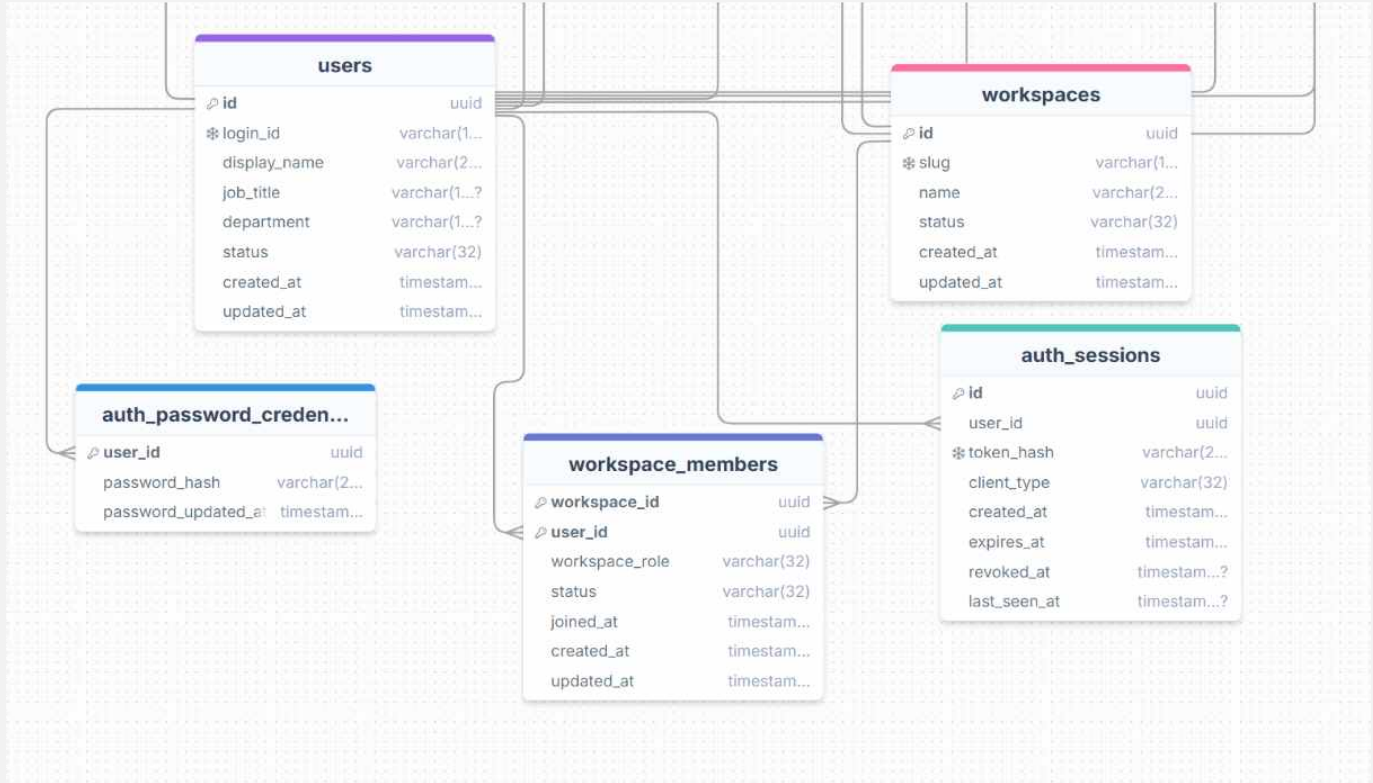 users
id uuid
login_id varchar(1...
display_name varchar(2...
job_title varchar(1...?
department varchar(1...?
status varchar(32)
created_at timestam...
updated_at timestam...
workspaces
id uuid
slug varchar(1...
name varchar(2...
status varchar(32)
created_at timestam...
updated_at timestam...
auth_password_creden...
user_id uuid
password_hash varchar(2...
password_updated_a timestam...
workspace_members
workspace_id uuid
user_id uuid
workspace_role varchar(32)
status varchar(32)
joined_at timestam...
created_at timestam...
updated_at timestam...
auth_sessions
id uuid
user_id uuid
token_hash varchar(2...
client_type varchar(32)
created_at timestam...
expires_at timestam...
revoked_at timestam...?
last_seen_at timestam...?